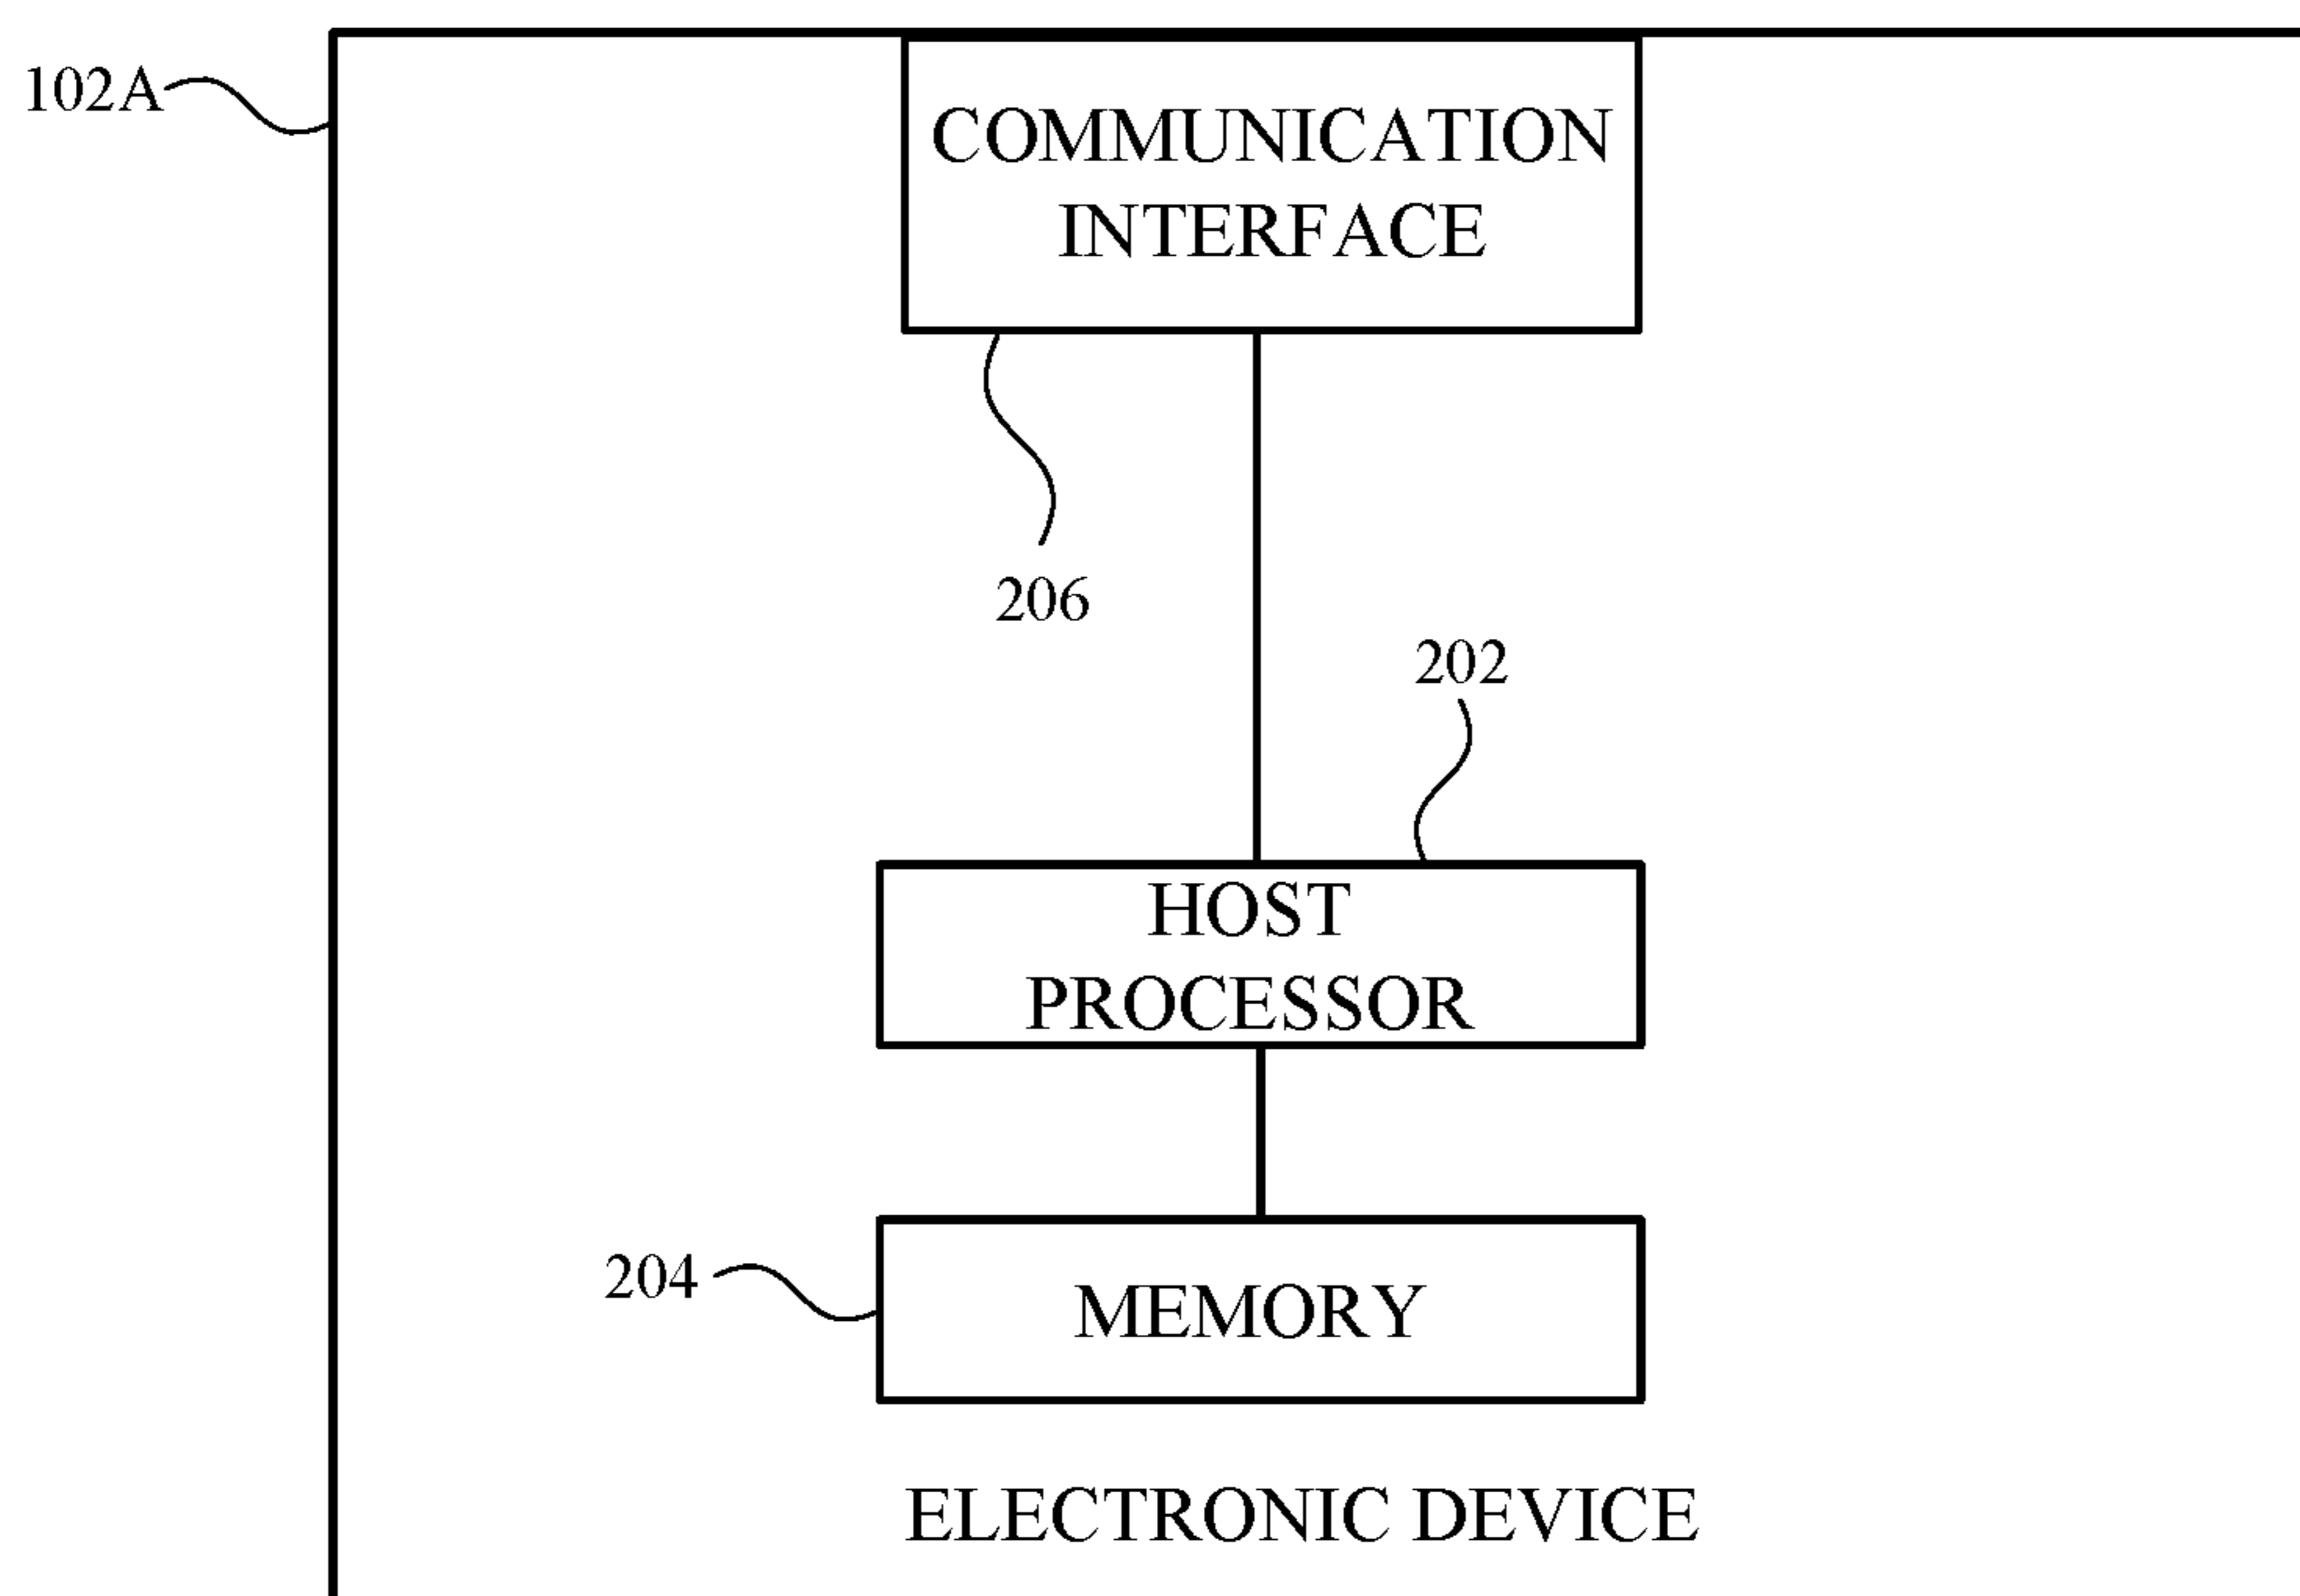 102A
COMMUNICATION
INTERFACE
206
202
HOST
PROCESSOR
204
MEMORY
ELECTRONIC DEVICE